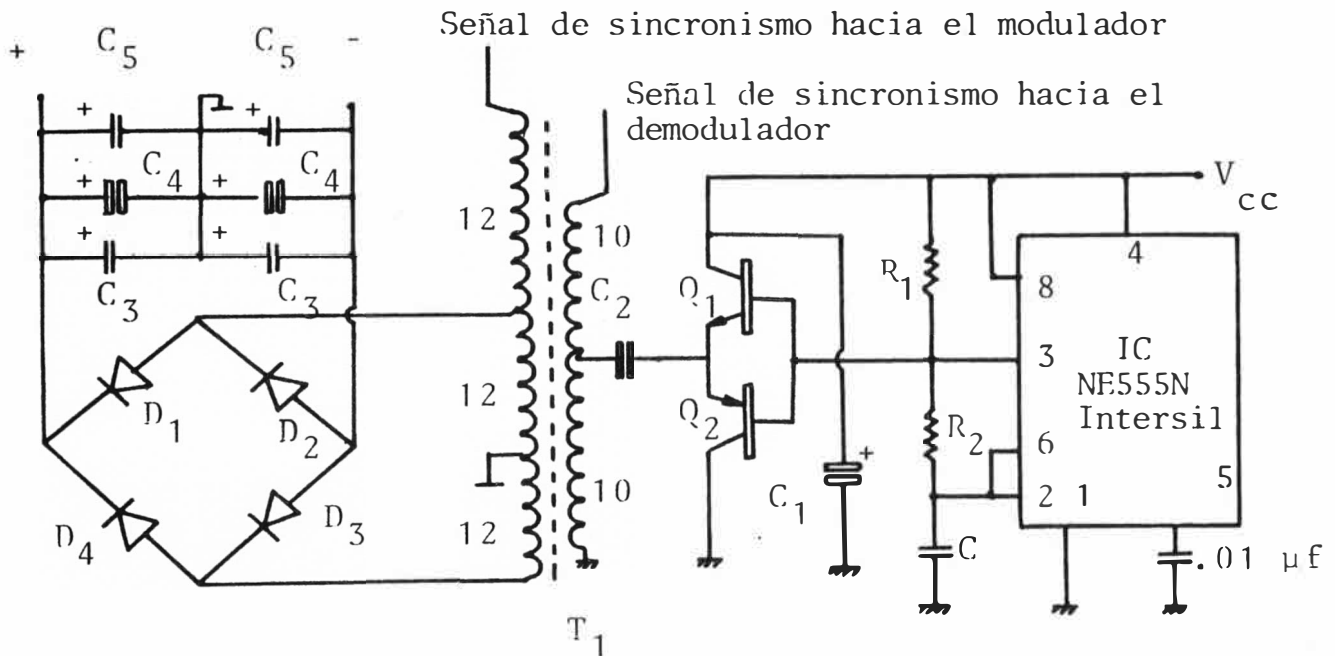 Señal de sincronismo hacia el modulador
+ C5 C5 -
Señal de sincronismo hacia el
demodulador
+ +
C4 C4
+ +
Vcc
12 10
+ +
C3 C3
C2 Q1 R1 8 4
3 IC
NE555N
Intersil
12
D1 D2
Q2 R2 6
5
D4 D3
12 10 C1 + 2 1
C .01 µf
T1